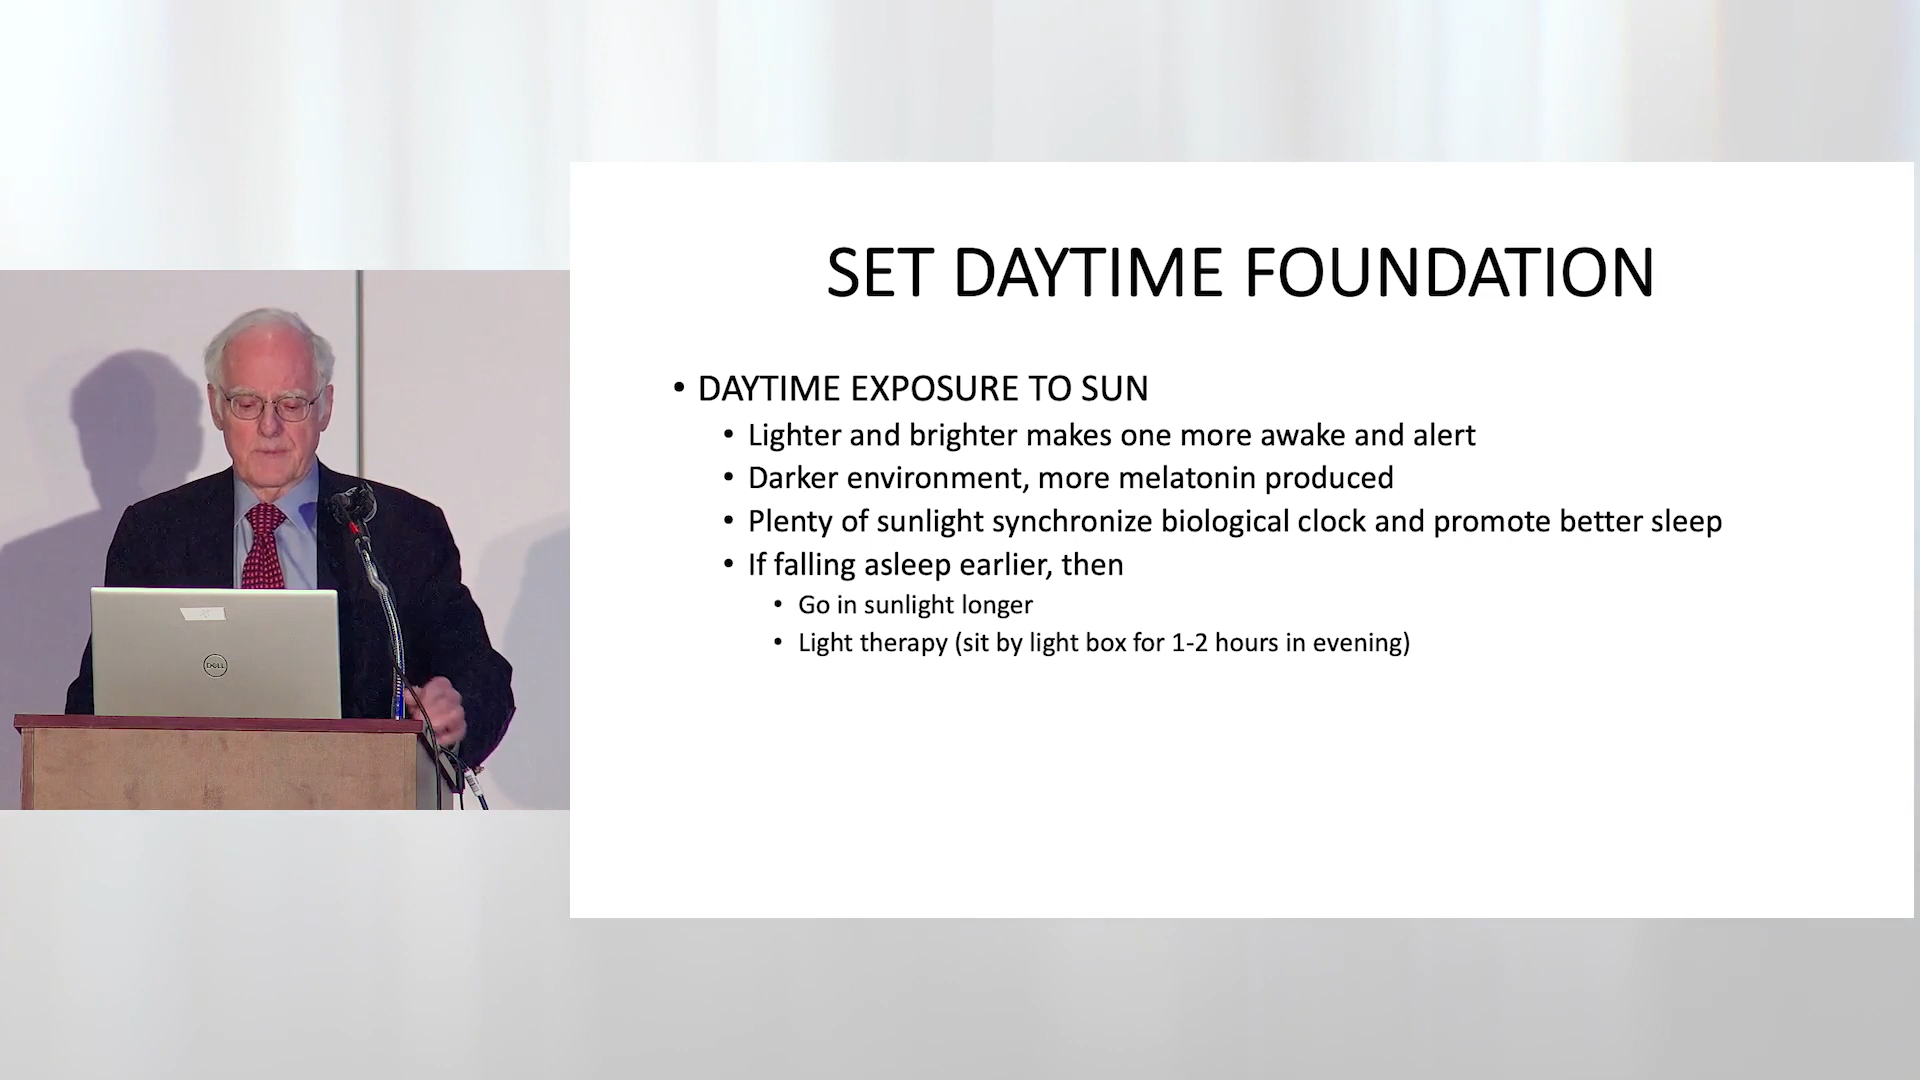 SET DAYTIME FOUNDATION
• DAYTIME EXPOSURE TO SUN
• Lighter and brighter makes one more awake and alert
• Darker environment, more melatonin produced
• Plenty of sunlight synchronize biological clock and promote better sleep
• If falling asleep earlier, then
• Go in sunlight longer
• Light therapy (sit by light box for 1-2 hours in evening)
DELL